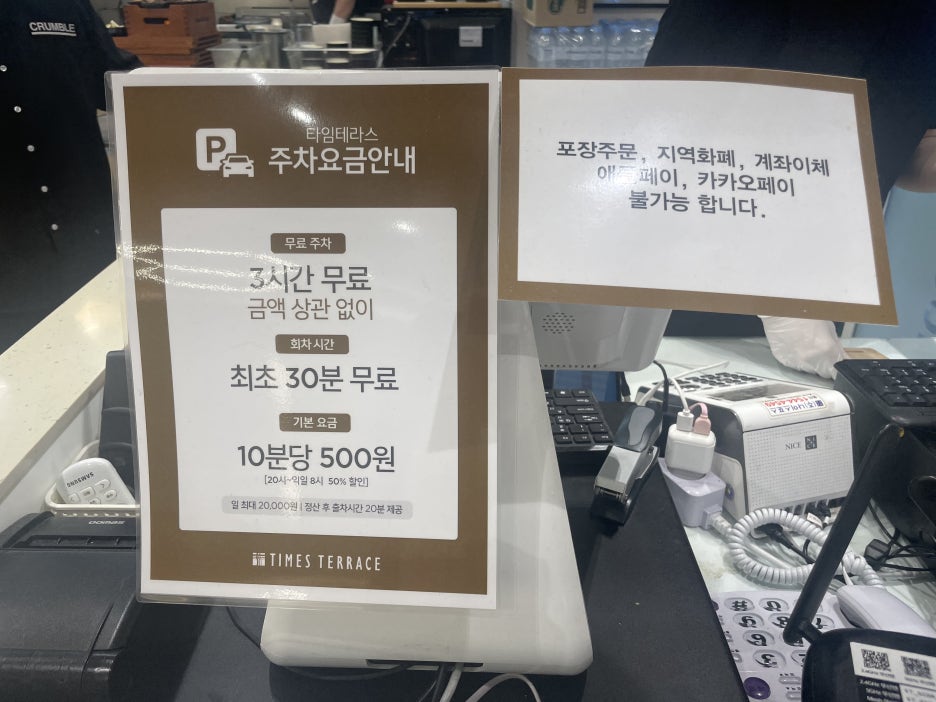 CRUMBLE
P
타임테라스
주차요금안내
무료 주차
3시간 무료
금액 상관 없이
회차 시간
최초 30분 무료
기본 요금
10분당 500원
[20시~익일 8시 50% 할인]
일 최대 20,000원 | 정산 후 출차시간 20분 제공
TIMES TERRACE
포장주문, 지역화폐, 계좌이체
애플페이, 카카오페이
불가능 합니다.
SAMSUNG
NICE